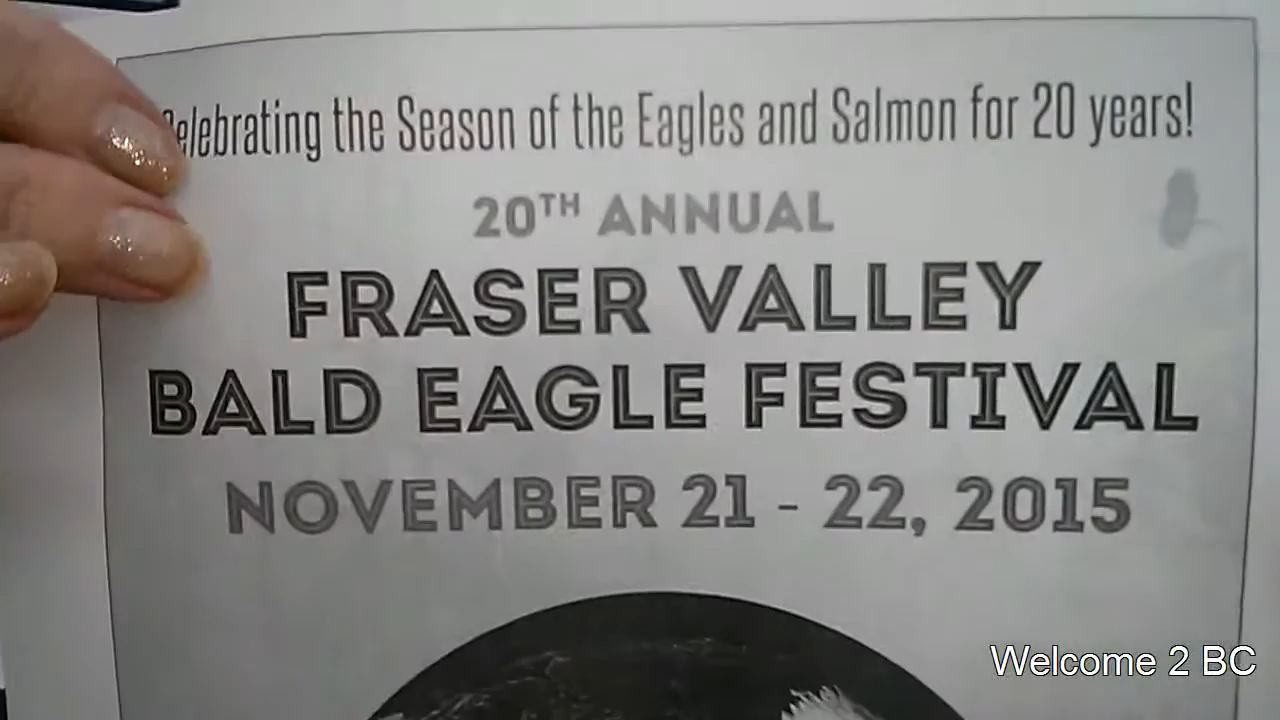 Celebrating the Season of the Eagles and Salmon for 20 years!
20TH ANNUAL
FRASER VALLEY
BALD EAGLE FESTIVAL
NOVEMBER 21 - 22, 2015
Welcome 2 BC